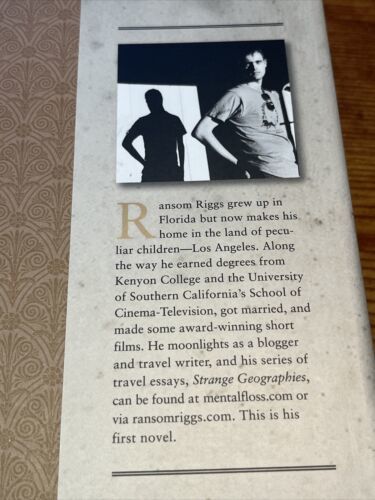 Ransom Riggs grew up in
Florida but now makes his
home in the land of pecu-
liar children—Los Angeles. Along
the way he earned degrees from
Kenyon College and the University
of Southern California's School of
Cinema-Television, got married, and
made some award-winning short
films. He moonlights as a blogger
and travel writer, and his series of
travel essays, Strange Geographies,
can be found at mentalfloss.com or
via ransomriggs.com. This is his
first novel.